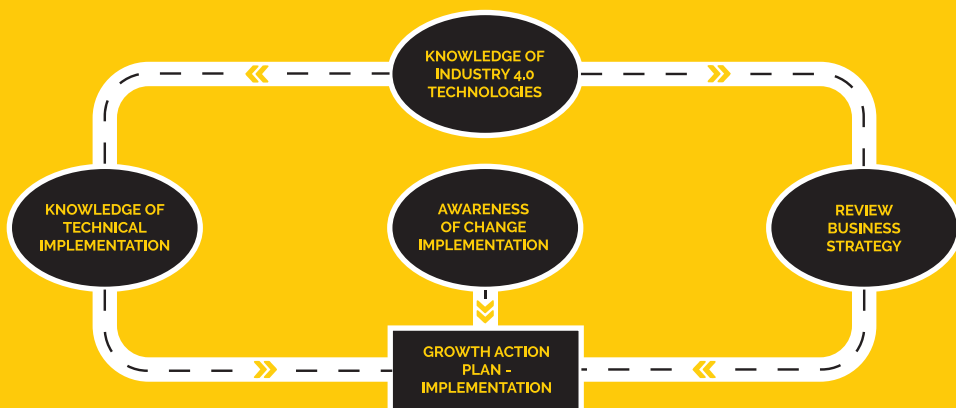 KNOWLEDGE OF
INDUSTRY 4.0
TECHNOLOGIES
KNOWLEDGE OF
TECHNICAL
IMPLEMENTATION
AWARENESS
OF CHANGE
IMPLEMENTATION
REVIEW
BUSINESS
STRATEGY
GROWTH ACTION
PLAN -
IMPLEMENTATION